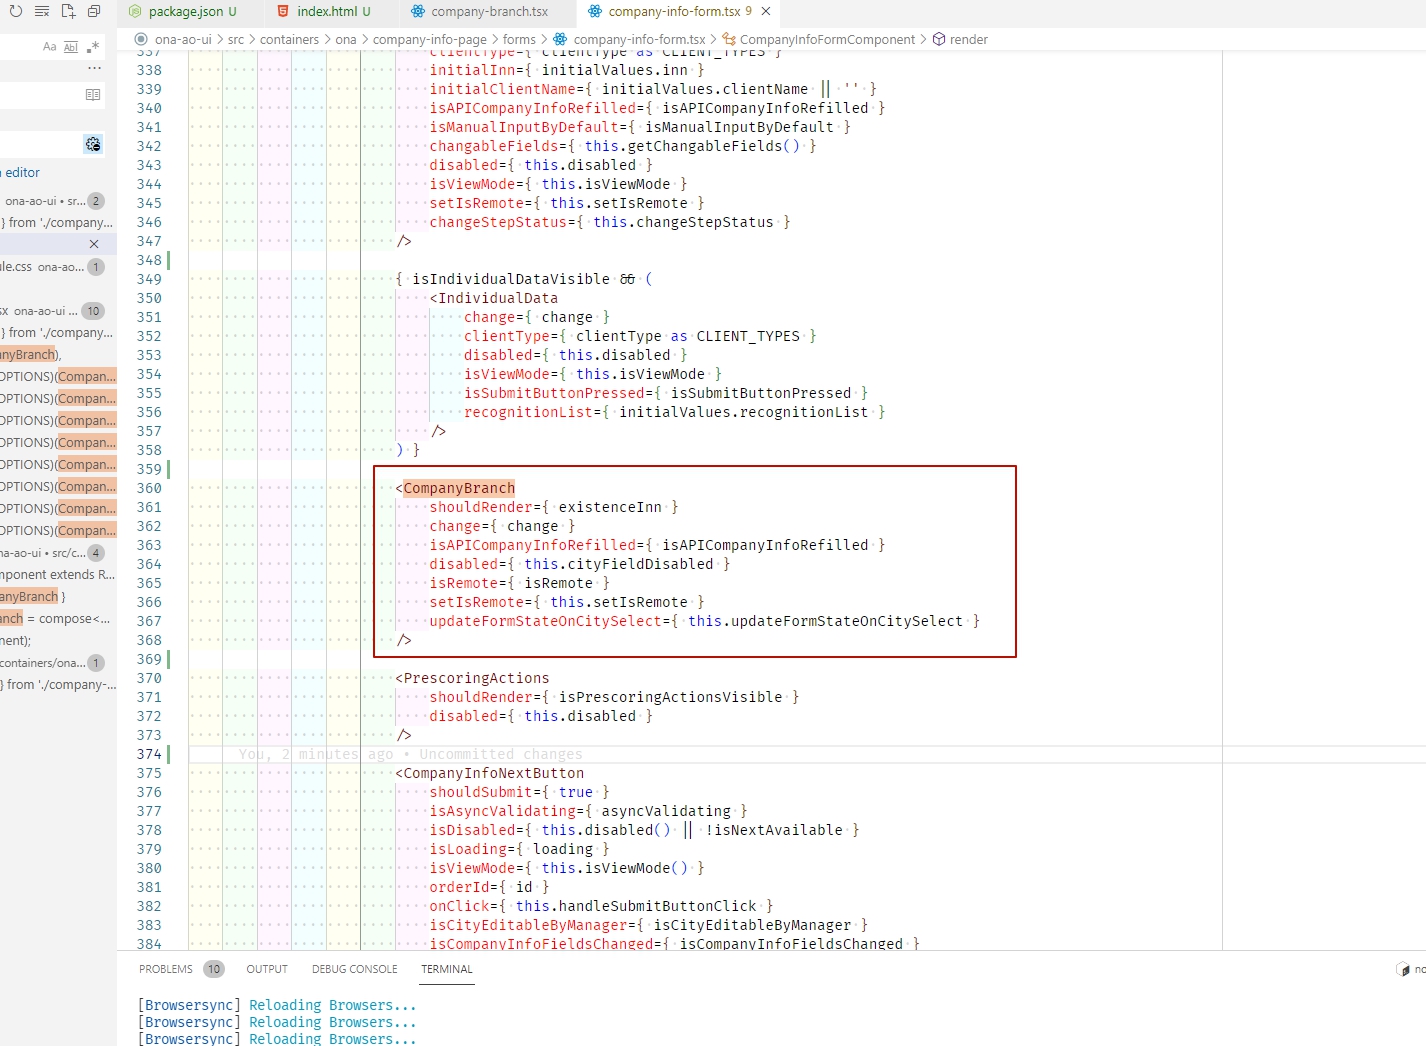 package.json U
index.html U
company-branch.tsx
company-info-form.tsx 9
ona-ao-ui > src > containers > ona > company-info-page > forms > company-info-form.tsx > CompanyInfoFormComponent > render
Aa Abl .*
...
editor
ona-ao-ui • sr... 2
} from './company...
le.css ona-ao... 1
sx ona-ao-ui ... 10
} from './company...
nyBranch),
OPTIONS)(Compan...
OPTIONS)(Compan...
OPTIONS)(Compan...
OPTIONS)(Compan...
OPTIONS)(Compan...
OPTIONS)(Compan...
OPTIONS)(Compan...
OPTIONS)(Compan...
na-ao-ui • src/c... 4
mponent extends R...
anyBranch }
anch = compose<...
nent);
containers/ona... 1
} from './company-...
337 clientType={ clientType as CLIENT_TYPES }
338 initialInn={ initialValues.inn }
339 initialClientName={ initialValues.clientName || '' }
340 isAPICompanyInfoRefilled={ isAPICompanyInfoRefilled }
341 isManualInputByDefault={ isManualInputByDefault }
342 changableFields={ this.getChangableFields() }
343 disabled={ this.disabled }
344 isViewMode={ this.isViewMode }
345 setIsRemote={ this.setIsRemote }
346 changeStepStatus={ this.changeStepStatus }
347 />
348
349 { isIndividualDataVisible && (
350 <IndividualData
351 change={ change }
352 clientType={ clientType as CLIENT_TYPES }
353 disabled={ this.disabled }
354 isViewMode={ this.isViewMode }
355 isSubmitButtonPressed={ isSubmitButtonPressed }
356 recognitionList={ initialValues.recognitionList }
357 />
358 ) }
359
360 <CompanyBranch
361 shouldRender={ existenceInn }
362 change={ change }
363 isAPICompanyInfoRefilled={ isAPICompanyInfoRefilled }
364 disabled={ this.cityFieldDisabled }
365 isRemote={ isRemote }
366 setIsRemote={ this.setIsRemote }
367 updateFormStateOnCitySelect={ this.updateFormStateOnCitySelect }
368 />
369
370 <PrescoringActions
371 shouldRender={ isPrescoringActionsVisible }
372 disabled={ this.disabled }
373 />
374 You, 2 minutes ago • Uncommitted changes
375 <CompanyInfoNextButton
376 shouldSubmit={ true }
377 isAsyncValidating={ asyncValidating }
378 isDisabled={ this.disabled() || !isNextAvailable }
379 isLoading={ loading }
380 isViewMode={ this.isViewMode() }
381 orderId={ id }
382 onClick={ this.handleSubmitButtonClick }
383 isCityEditableByManager={ isCityEditableByManager }
384 isCompanyInfoFieldsChanged={ isCompanyInfoFieldsChanged }
PROBLEMS 10 OUTPUT DEBUG CONSOLE TERMINAL
[Browsersync] Reloading Browsers...
[Browsersync] Reloading Browsers...
[Browsersync] Reloading Browsers...